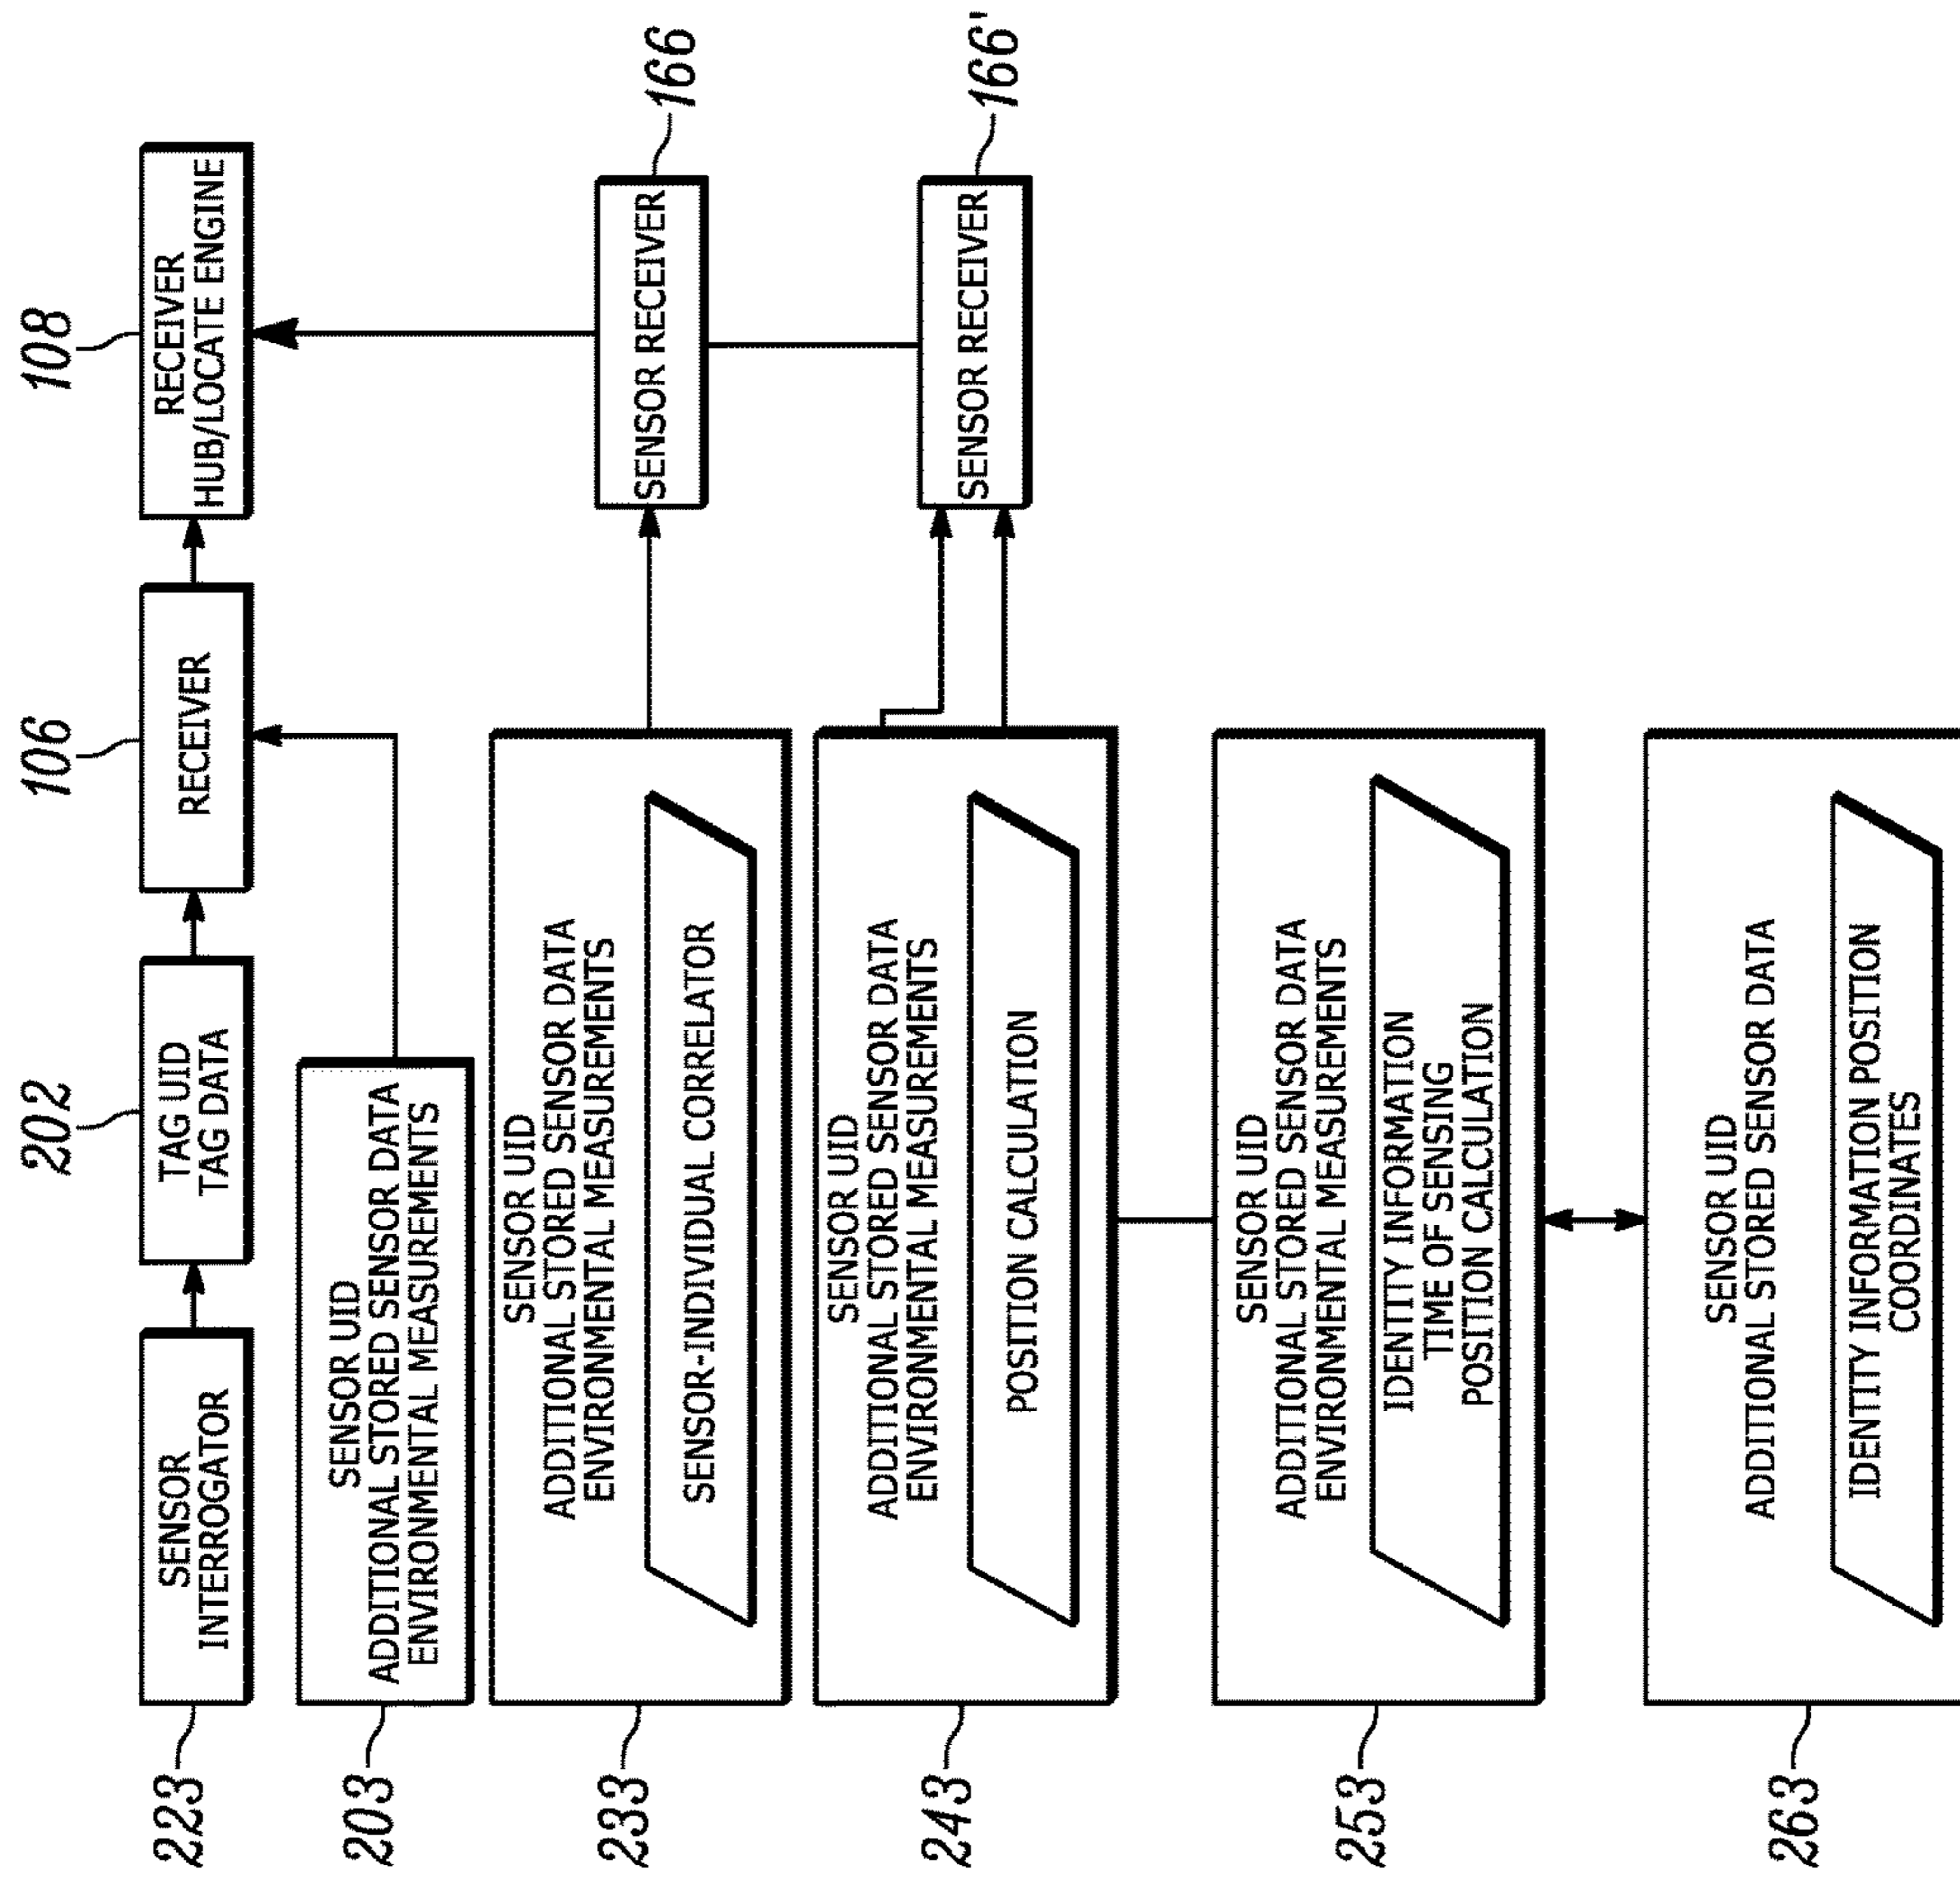 108
RECEIVER
HUB/LOCATE ENGINE
106
RECEIVER
202
TAG UID
TAG DATA
223
SENSOR
INTERROGATOR
203
SENSOR UID
ADDITIONAL STORED SENSOR DATA
ENVIRONMENTAL MEASUREMENTS
233
SENSOR UID
ADDITIONAL STORED SENSOR DATA
ENVIRONMENTAL MEASUREMENTS
SENSOR-INDIVIDUAL CORRELATOR
166
SENSOR RECEIVER
243
SENSOR UID
ADDITIONAL STORED SENSOR DATA
ENVIRONMENTAL MEASUREMENTS
POSITION CALCULATION
166'
SENSOR RECEIVER
253
SENSOR UID
ADDITIONAL STORED SENSOR DATA
ENVIRONMENTAL MEASUREMENTS
IDENTITY INFORMATION
TIME OF SENSING
POSITION CALCULATION
263
SENSOR UID
ADDITIONAL STORED SENSOR DATA
IDENTITY INFORMATION POSITION
COORDINATES